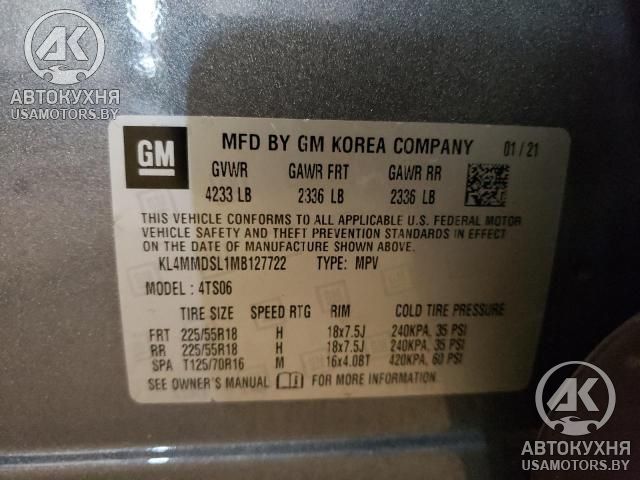 AK
АВТОКУХНЯ
USAMOTORS.BY
GM
MFD BY GM KOREA COMPANY 01/21
GVWR GAWR FRT GAWR RR
4233 LB 2336 LB 2336 LB
THIS VEHICLE CONFORMS TO ALL APPLICABLE U.S. FEDERAL MOTOR
VEHICLE SAFETY AND THEFT PREVENTION STANDARDS
IN EFFECT ON THE DATE OF MANUFACTURE SHOWN ABOVE.
KL4MMDSL1MB127722 TYPE: MPV
MODEL: 4TS06
TIRE SIZE SPEED RTG RIM COLD TIRE PRESSURE
FRT 225/55R18 H 18x7.5J 240KPA, 35 PSI
RR 225/55R18 H 18x7.5J 240KPA, 35 PSI
SPA T125/70R16 M 16x4.0BT 420KPA, 60 PSI
SEE OWNER'S MANUAL FOR MORE INFORMATION
AK
АВТОКУХНЯ
USAMOTORS.BY